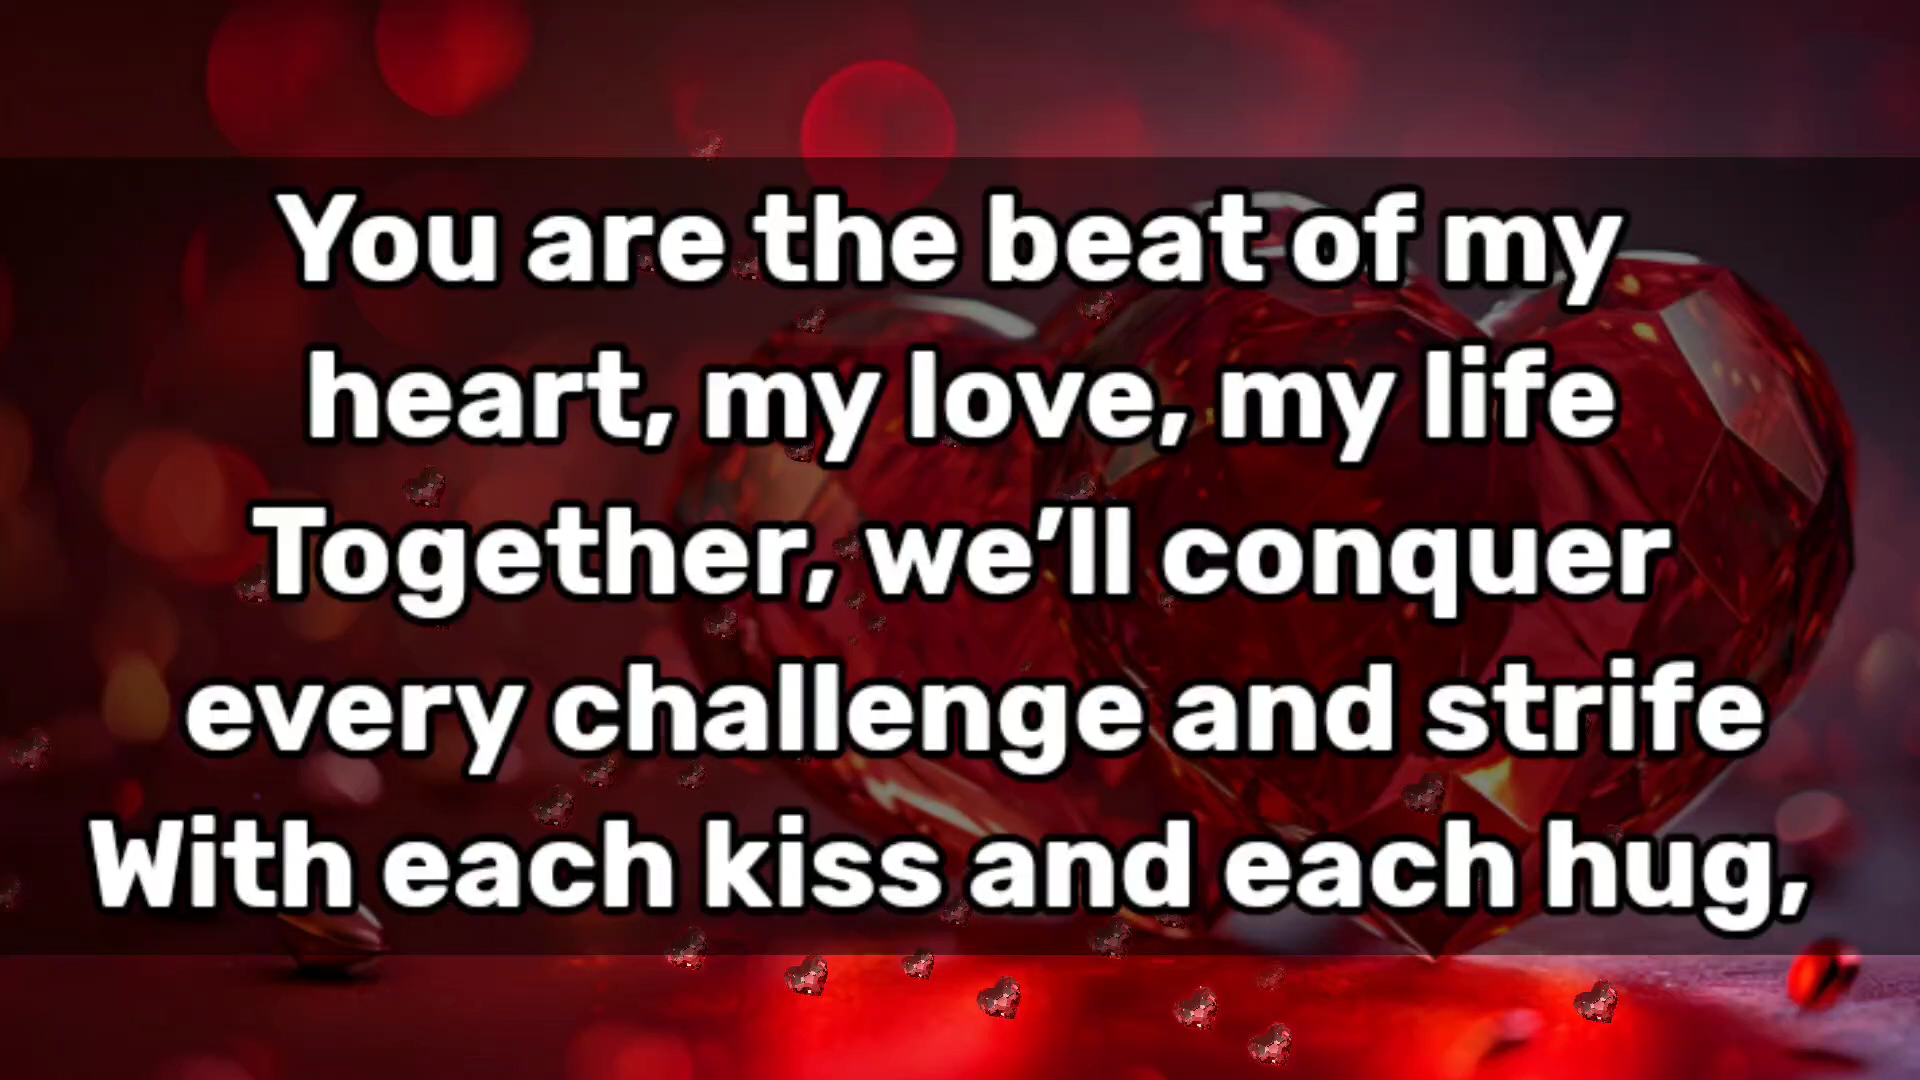 You are the beat of my
heart, my love, my life
Together, we’ll conquer
every challenge and strife
With each kiss and each hug,